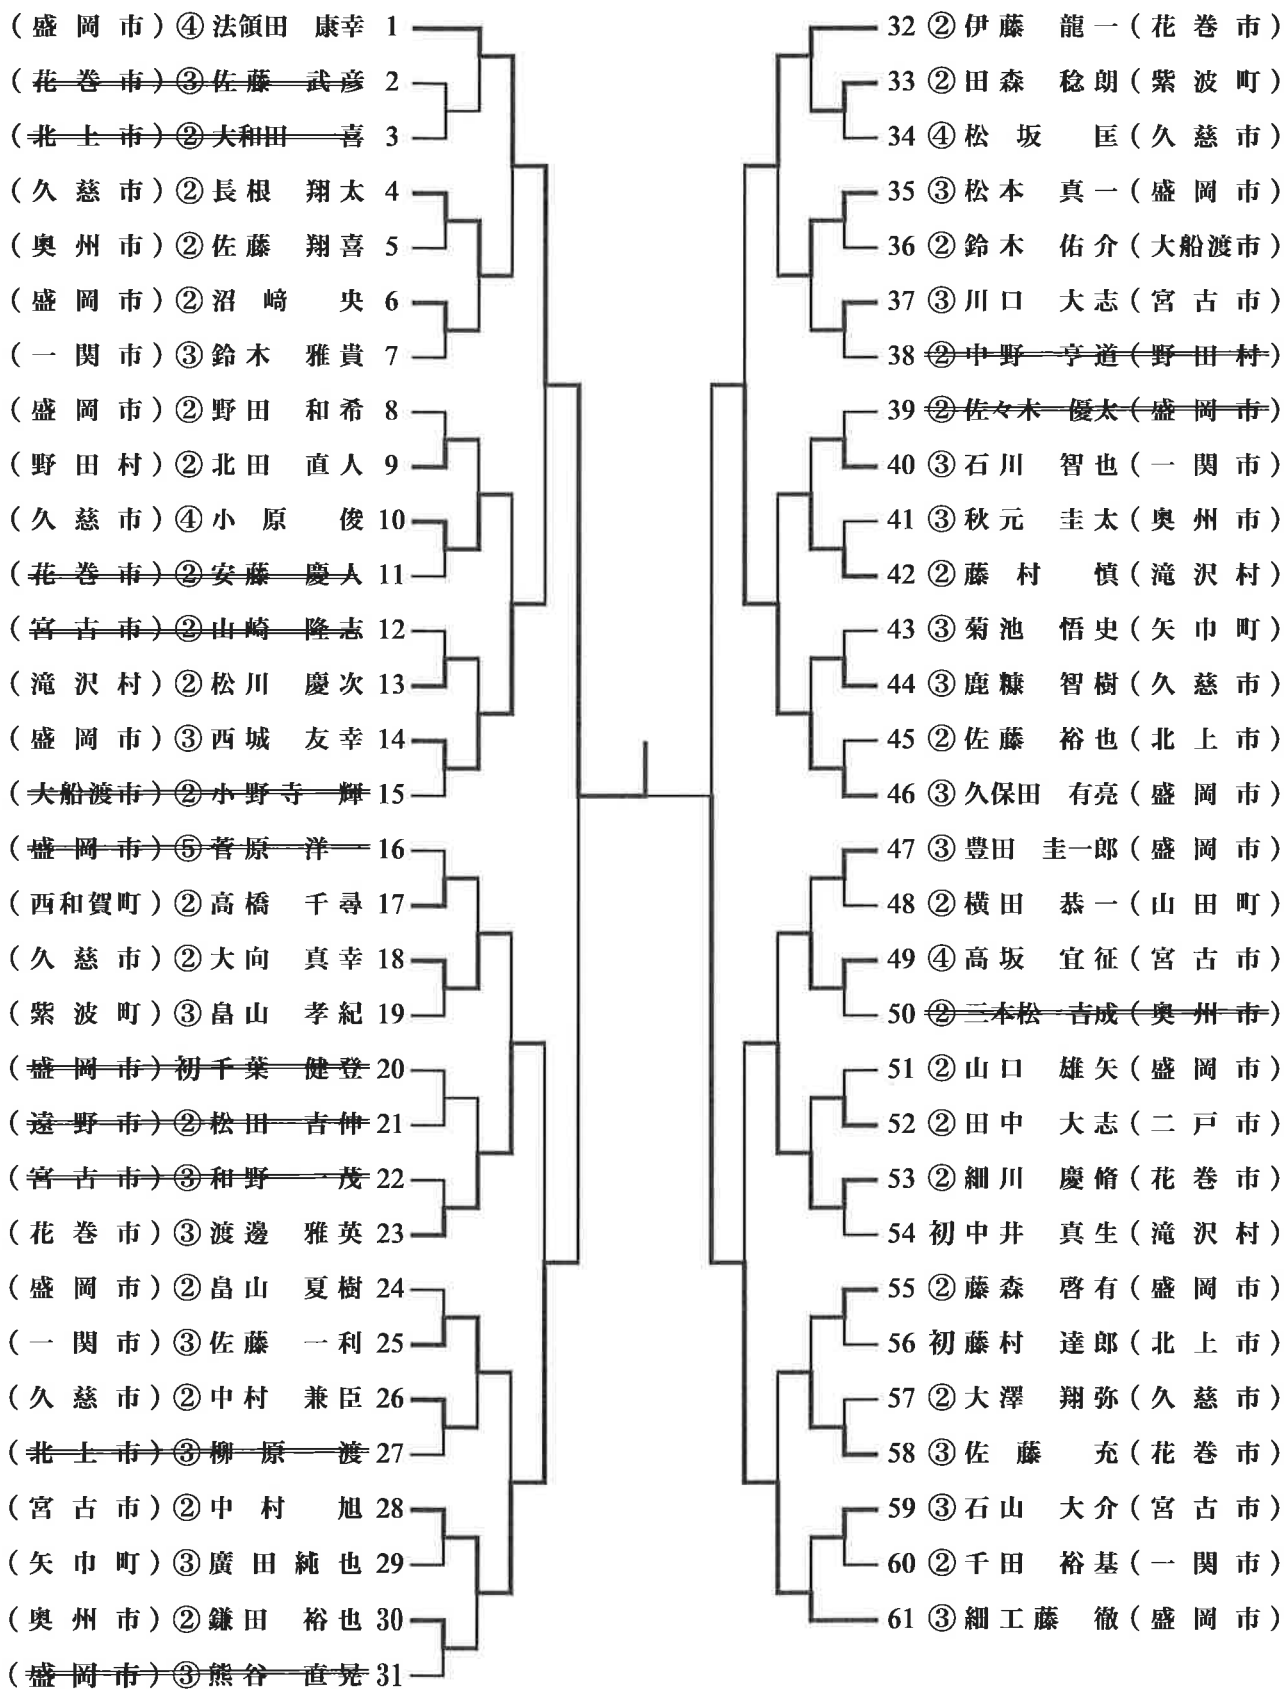 (盛岡市)④法領田 康幸 1
(花巻市)③佐藤 武彦 2
(北上市)②大和田 喜 3
(久慈市)②長根 翔太 4
(奥州市)②佐藤 翔喜 5
(盛岡市)②沼﨑 央 6
(一関市)③鈴木 雅貴 7
(盛岡市)②野田 和希 8
(野田村)②北田 直人 9
(久慈市)④小原 俊 10
(花巻市)②安藤 慶人 11
(宮古市)②山崎 隆志 12
(滝沢村)②松川 慶次 13
(盛岡市)③西城 友幸 14
(大船渡市)②小野寺 輝 15
(盛岡市)⑤菅原 洋一 16
(西和賀町)②高橋 千尋 17
(久慈市)②大向 真幸 18
(紫波町)③畠山 孝紀 19
(盛岡市)初千葉 健登 20
(遠野市)②松田 吉伸 21
(宮古市)③和野 茂 22
(花巻市)③渡邊 雅英 23
(盛岡市)②畠山 夏樹 24
(一関市)③佐藤 一利 25
(久慈市)②中村 兼臣 26
(北上市)③柳原 渡 27
(宮古市)②中村 旭 28
(矢巾町)③廣田 純也 29
(奥州市)②鎌田 裕也 30
(盛岡市)③熊谷 直晃 31
32 ②伊藤 龍一(花巻市)
33 ②田森 稔朗(紫波町)
34 ④松坂 匡(久慈市)
35 ③松本 真一(盛岡市)
36 ②鈴木 佑介(大船渡市)
37 ③川口 大志(宮古市)
38 ②中野 亨道(野田村)
39 ②佐々木 優太(盛岡市)
40 ③石川 智也(一関市)
41 ③秋元 圭太(奥州市)
42 ②藤村 慎(滝沢村)
43 ③菊池 悟史(矢巾町)
44 ③鹿糠 智樹(久慈市)
45 ②佐藤 裕也(北上市)
46 ③久保田 有亮(盛岡市)
47 ③豊田 圭一郎(盛岡市)
48 ②横田 恭一(山田町)
49 ④高坂 宜征(宮古市)
50 ②三本松 吉成(奥州市)
51 ②山口 雄矢(盛岡市)
52 ②田中 大志(二戸市)
53 ②細川 慶脩(花巻市)
54 初中井 真生(滝沢村)
55 ②藤森 啓有(盛岡市)
56 初藤村 達郎(北上市)
57 ②大澤 翔弥(久慈市)
58 ③佐藤 充(花巻市)
59 ③石山 大介(宮古市)
60 ②千田 裕基(一関市)
61 ③細工藤 徹(盛岡市)